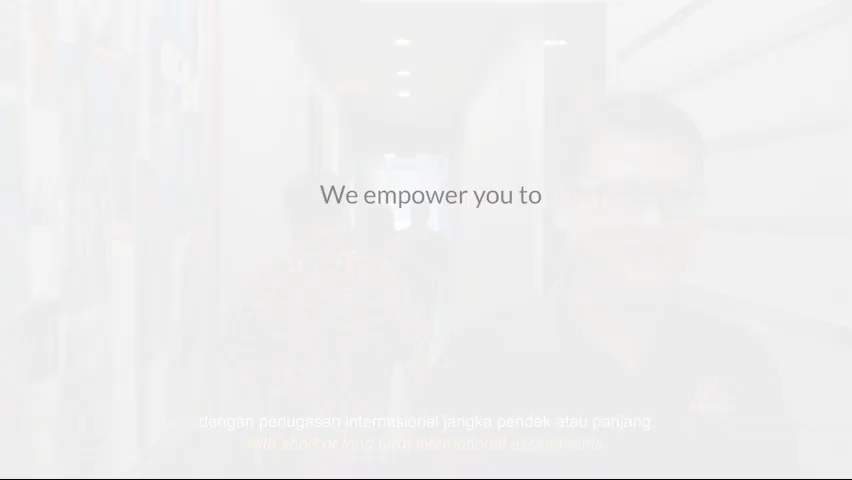 We empower you to
dengan penugasan internasional jangka pendek atau panjang
with short or long term international assignments